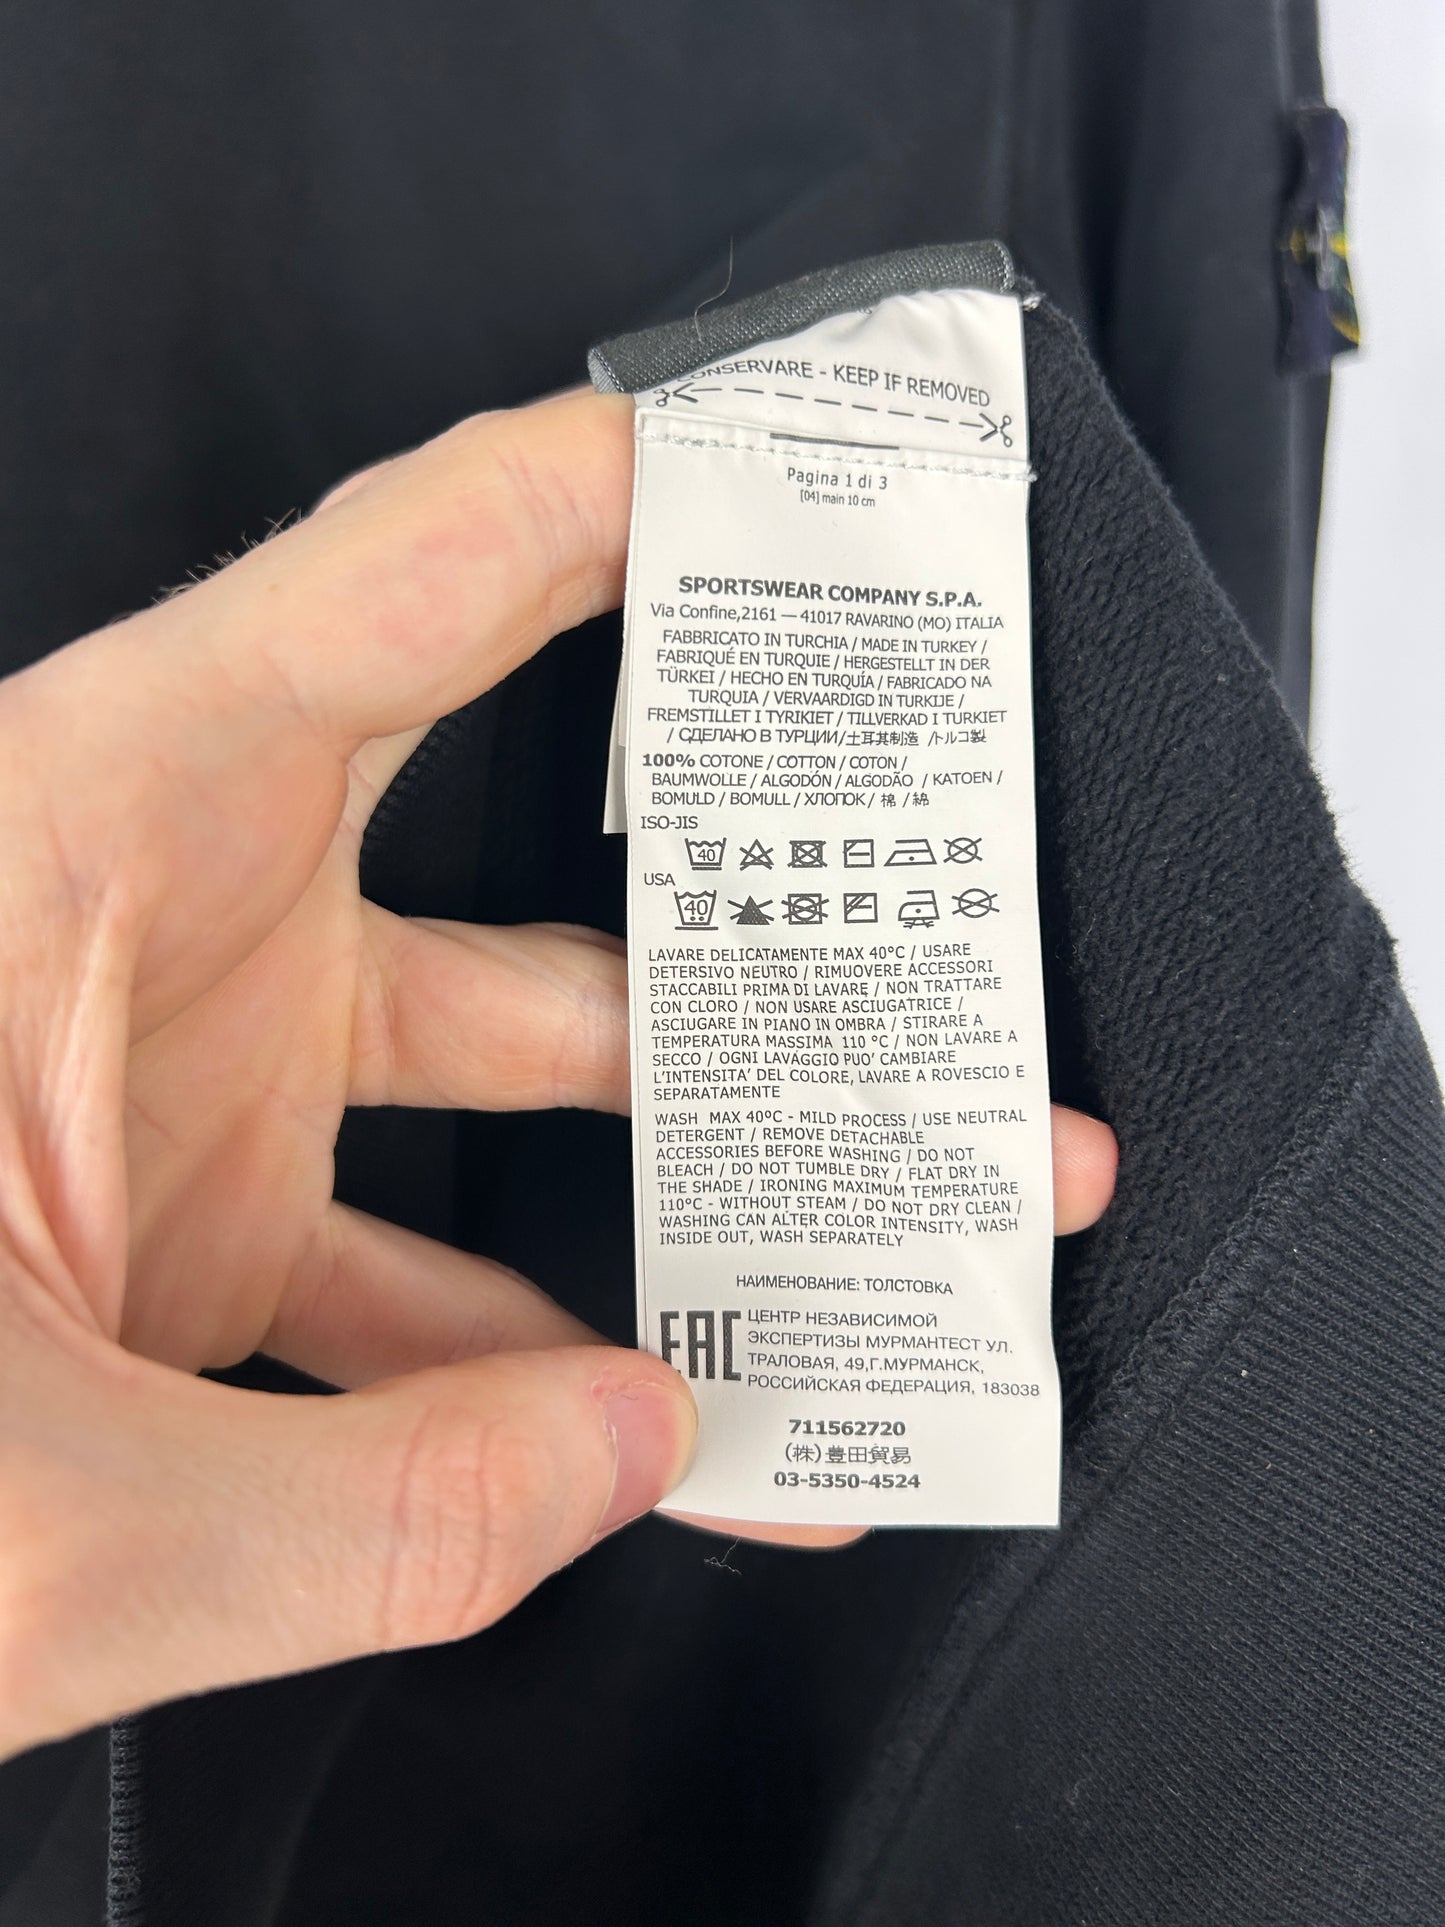 CONSERVARE - KEEP IF REMOVED
Pagina 1 di 3
[04] main 10 cm
SPORTSWEAR COMPANY S.P.A.
Via Confine,2161 — 41017 RAVARINO (MO) ITALIA
FABBRICATO IN TURCHIA / MADE IN TURKEY /
FABRIQUÉ EN TURQUIE / HERGESTELLT IN DER
TÜRKEI / HECHO EN TURQUÍA / FABRICADO NA
TURQUIA / VERVAARDIGD IN TURKIJE /
FREMSTILLET I TYRIKIET / TILLVERKAD I TURKIET
/ СДЕЛАНО В ТУРЦИИ/土耳其制造 /トルコ製
100% COTONE / COTTON / COTON /
BAUMWOLLE / ALGODÓN / ALGODÃO / KATOEN /
BOMULD / BOMULL / ХЛОПОК / 棉 / 綿
ISO-JIS
40
USA
40
LAVARE DELICATAMENTE MAX 40°C / USARE
DETERSIVO NEUTRO / RIMUOVERE ACCESSORI
STACCABILI PRIMA DI LAVARE / NON TRATTARE
CON CLORO / NON USARE ASCIUGATRICE /
ASCIUGARE IN PIANO IN OMBRA / STIRARE A
TEMPERATURA MASSIMA 110 °C / NON LAVARE A
SECCO / OGNI LAVAGGIO PUO' CAMBIARE
L'INTENSITA' DEL COLORE, LAVARE A ROVESCIO E
SEPARATAMENTE
WASH MAX 40°C - MILD PROCESS / USE NEUTRAL
DETERGENT / REMOVE DETACHABLE
ACCESSORIES BEFORE WASHING / DO NOT
BLEACH / DO NOT TUMBLE DRY / FLAT DRY IN
THE SHADE / IRONING MAXIMUM TEMPERATURE
110°C - WITHOUT STEAM / DO NOT DRY CLEAN /
WASHING CAN ALTER COLOR INTENSITY, WASH
INSIDE OUT, WASH SEPARATELY
НАИМЕНОВАНИЕ: ТОЛСТОВКА
EAC
ЦЕНТР НЕЗАВИСИМОЙ
ЭКСПЕРТИЗЫ МУРМАНТЕСТ УЛ.
ТРАЛОВАЯ, 49,Г.МУРМАНСК,
РОССИЙСКАЯ ФЕДЕРАЦИЯ, 183038
711562720
(株)豊田貿易
03-5350-4524